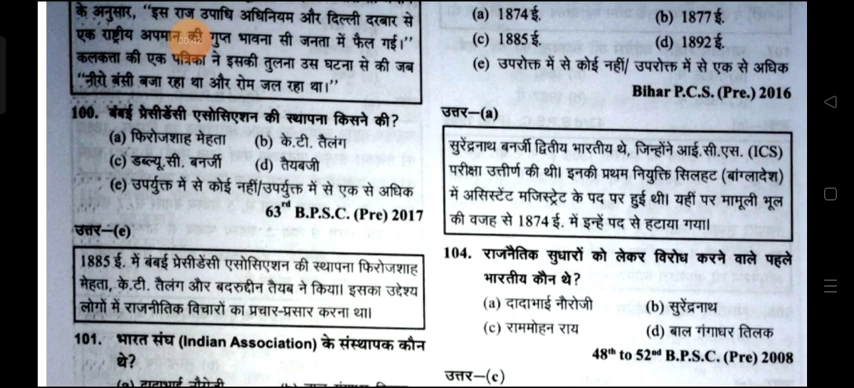 के अनुसार, “इस राज उपाधि अधिनियम और दिल्ली दरबार से
एक राष्ट्रीय अपमान की गुप्त भावना सी जनता में फैल गई।”
कलकत्ता की एक पत्रिका ने इसकी तुलना उस घटना से की जब
“नीरो बंसी बजा रहा था और रोम जल रहा था।”
00:42
100. बंबई प्रेसीडेंसी एसोसिएशन की स्थापना किसने की?
(a) फिरोजशाह मेहता (b) के.टी. तैलंग
(c) डब्ल्यू.सी. बनर्जी (d) तैयबजी
(e) उपर्युक्त में से कोई नहीं/उपर्युक्त में से एक से अधिक
63rd B.P.S.C. (Pre) 2017
उत्तर–(e)
1885 ई. में बंबई प्रेसीडेंसी एसोसिएशन की स्थापना फिरोजशाह
मेहता, के.टी. तैलंग और बदरुद्दीन तैयब ने किया। इसका उद्देश्य
लोगों में राजनीतिक विचारों का प्रचार-प्रसार करना था।
101. भारत संघ (Indian Association) के संस्थापक कौन
थे?
(a) दादाभाई नौरोजी
(a) 1874 ई. (b) 1877 ई.
(c) 1885 ई. (d) 1892 ई.
(e) उपरोक्त में से कोई नहीं/ उपरोक्त में से एक से अधिक
Bihar P.C.S. (Pre.) 2016
उत्तर–(a)
सुरेंद्रनाथ बनर्जी द्वितीय भारतीय थे, जिन्होंने आई.सी.एस. (ICS)
परीक्षा उत्तीर्ण की थी। इनकी प्रथम नियुक्ति सिलहट (बांग्लादेश)
में असिस्टेंट मजिस्ट्रेट के पद पर हुई थी। यहीं पर मामूली भूल
की वजह से 1874 ई. में इन्हें पद से हटाया गया।
104. राजनैतिक सुधारों को लेकर विरोध करने वाले पहले
भारतीय कौन थे?
(a) दादाभाई नौरोजी (b) सुरेंद्रनाथ
(c) राममोहन राय (d) बाल गंगाधर तिलक
48th to 52nd B.P.S.C. (Pre) 2008
उत्तर–(c)